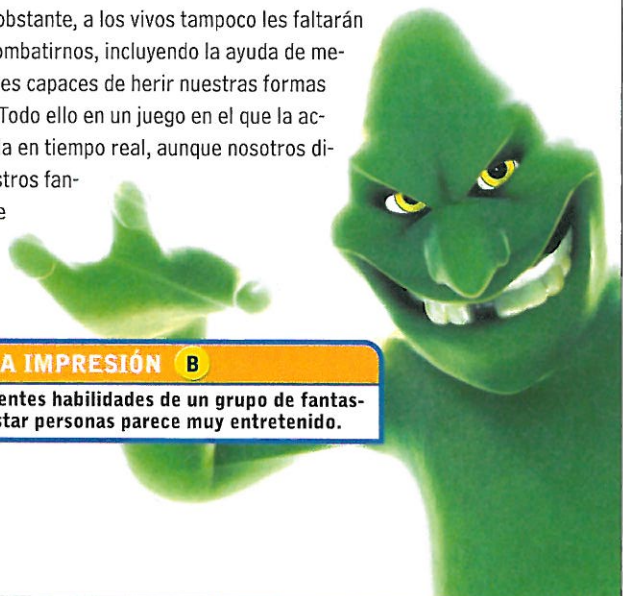 obstante, a los vivos tampoco les faltarán
ombatirnos, incluyendo la ayuda de me-
es capaces de herir nuestras formas
Todo ello en un juego en el que la ac-
a en tiempo real, aunque nosotros di-
stros fan-
e
A IMPRESIÓN B
entes habilidades de un grupo de fantas-
star personas parece muy entretenido.